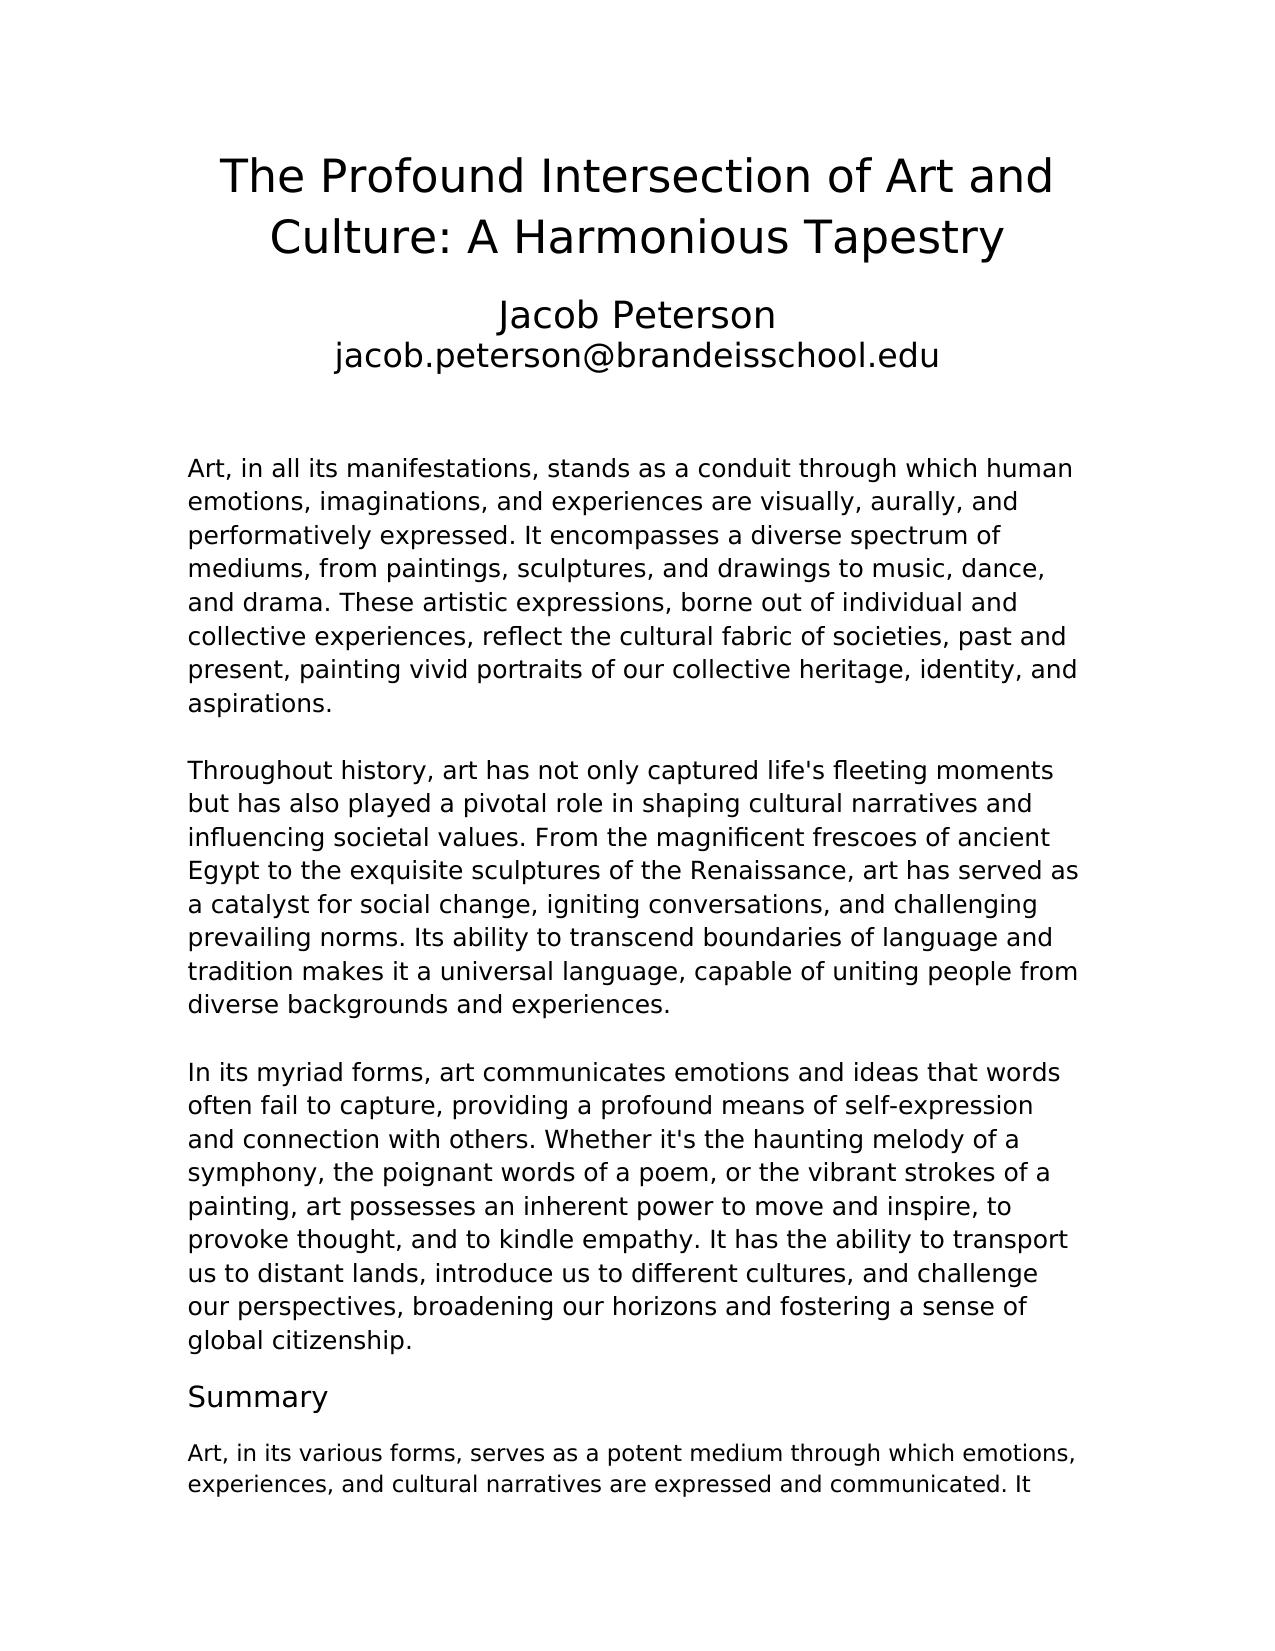 The Profound Intersection of Art and
Culture: A Harmonious Tapestry
Jacob Peterson
jacob.peterson@brandeisschool.edu
Art, in all its manifestations, stands as a conduit through which human
emotions, imaginations, and experiences are visually, aurally, and
performatively expressed. It encompasses a diverse spectrum of
mediums, from paintings, sculptures, and drawings to music, dance,
and drama. These artistic expressions, borne out of individual and
collective experiences, reflect the cultural fabric of societies, past and
present, painting vivid portraits of our collective heritage, identity, and
aspirations.
Throughout history, art has not only captured life's fleeting moments
but has also played a pivotal role in shaping cultural narratives and
influencing societal values. From the magnificent frescoes of ancient
Egypt to the exquisite sculptures of the Renaissance, art has served as
a catalyst for social change, igniting conversations, and challenging
prevailing norms. Its ability to transcend boundaries of language and
tradition makes it a universal language, capable of uniting people from
diverse backgrounds and experiences.
In its myriad forms, art communicates emotions and ideas that words
often fail to capture, providing a profound means of self-expression
and connection with others. Whether it's the haunting melody of a
symphony, the poignant words of a poem, or the vibrant strokes of a
painting, art possesses an inherent power to move and inspire, to
provoke thought, and to kindle empathy. It has the ability to transport
us to distant lands, introduce us to different cultures, and challenge
our perspectives, broadening our horizons and fostering a sense of
global citizenship.
Summary
Art, in its various forms, serves as a potent medium through which emotions,
experiences, and cultural narratives are expressed and communicated. It